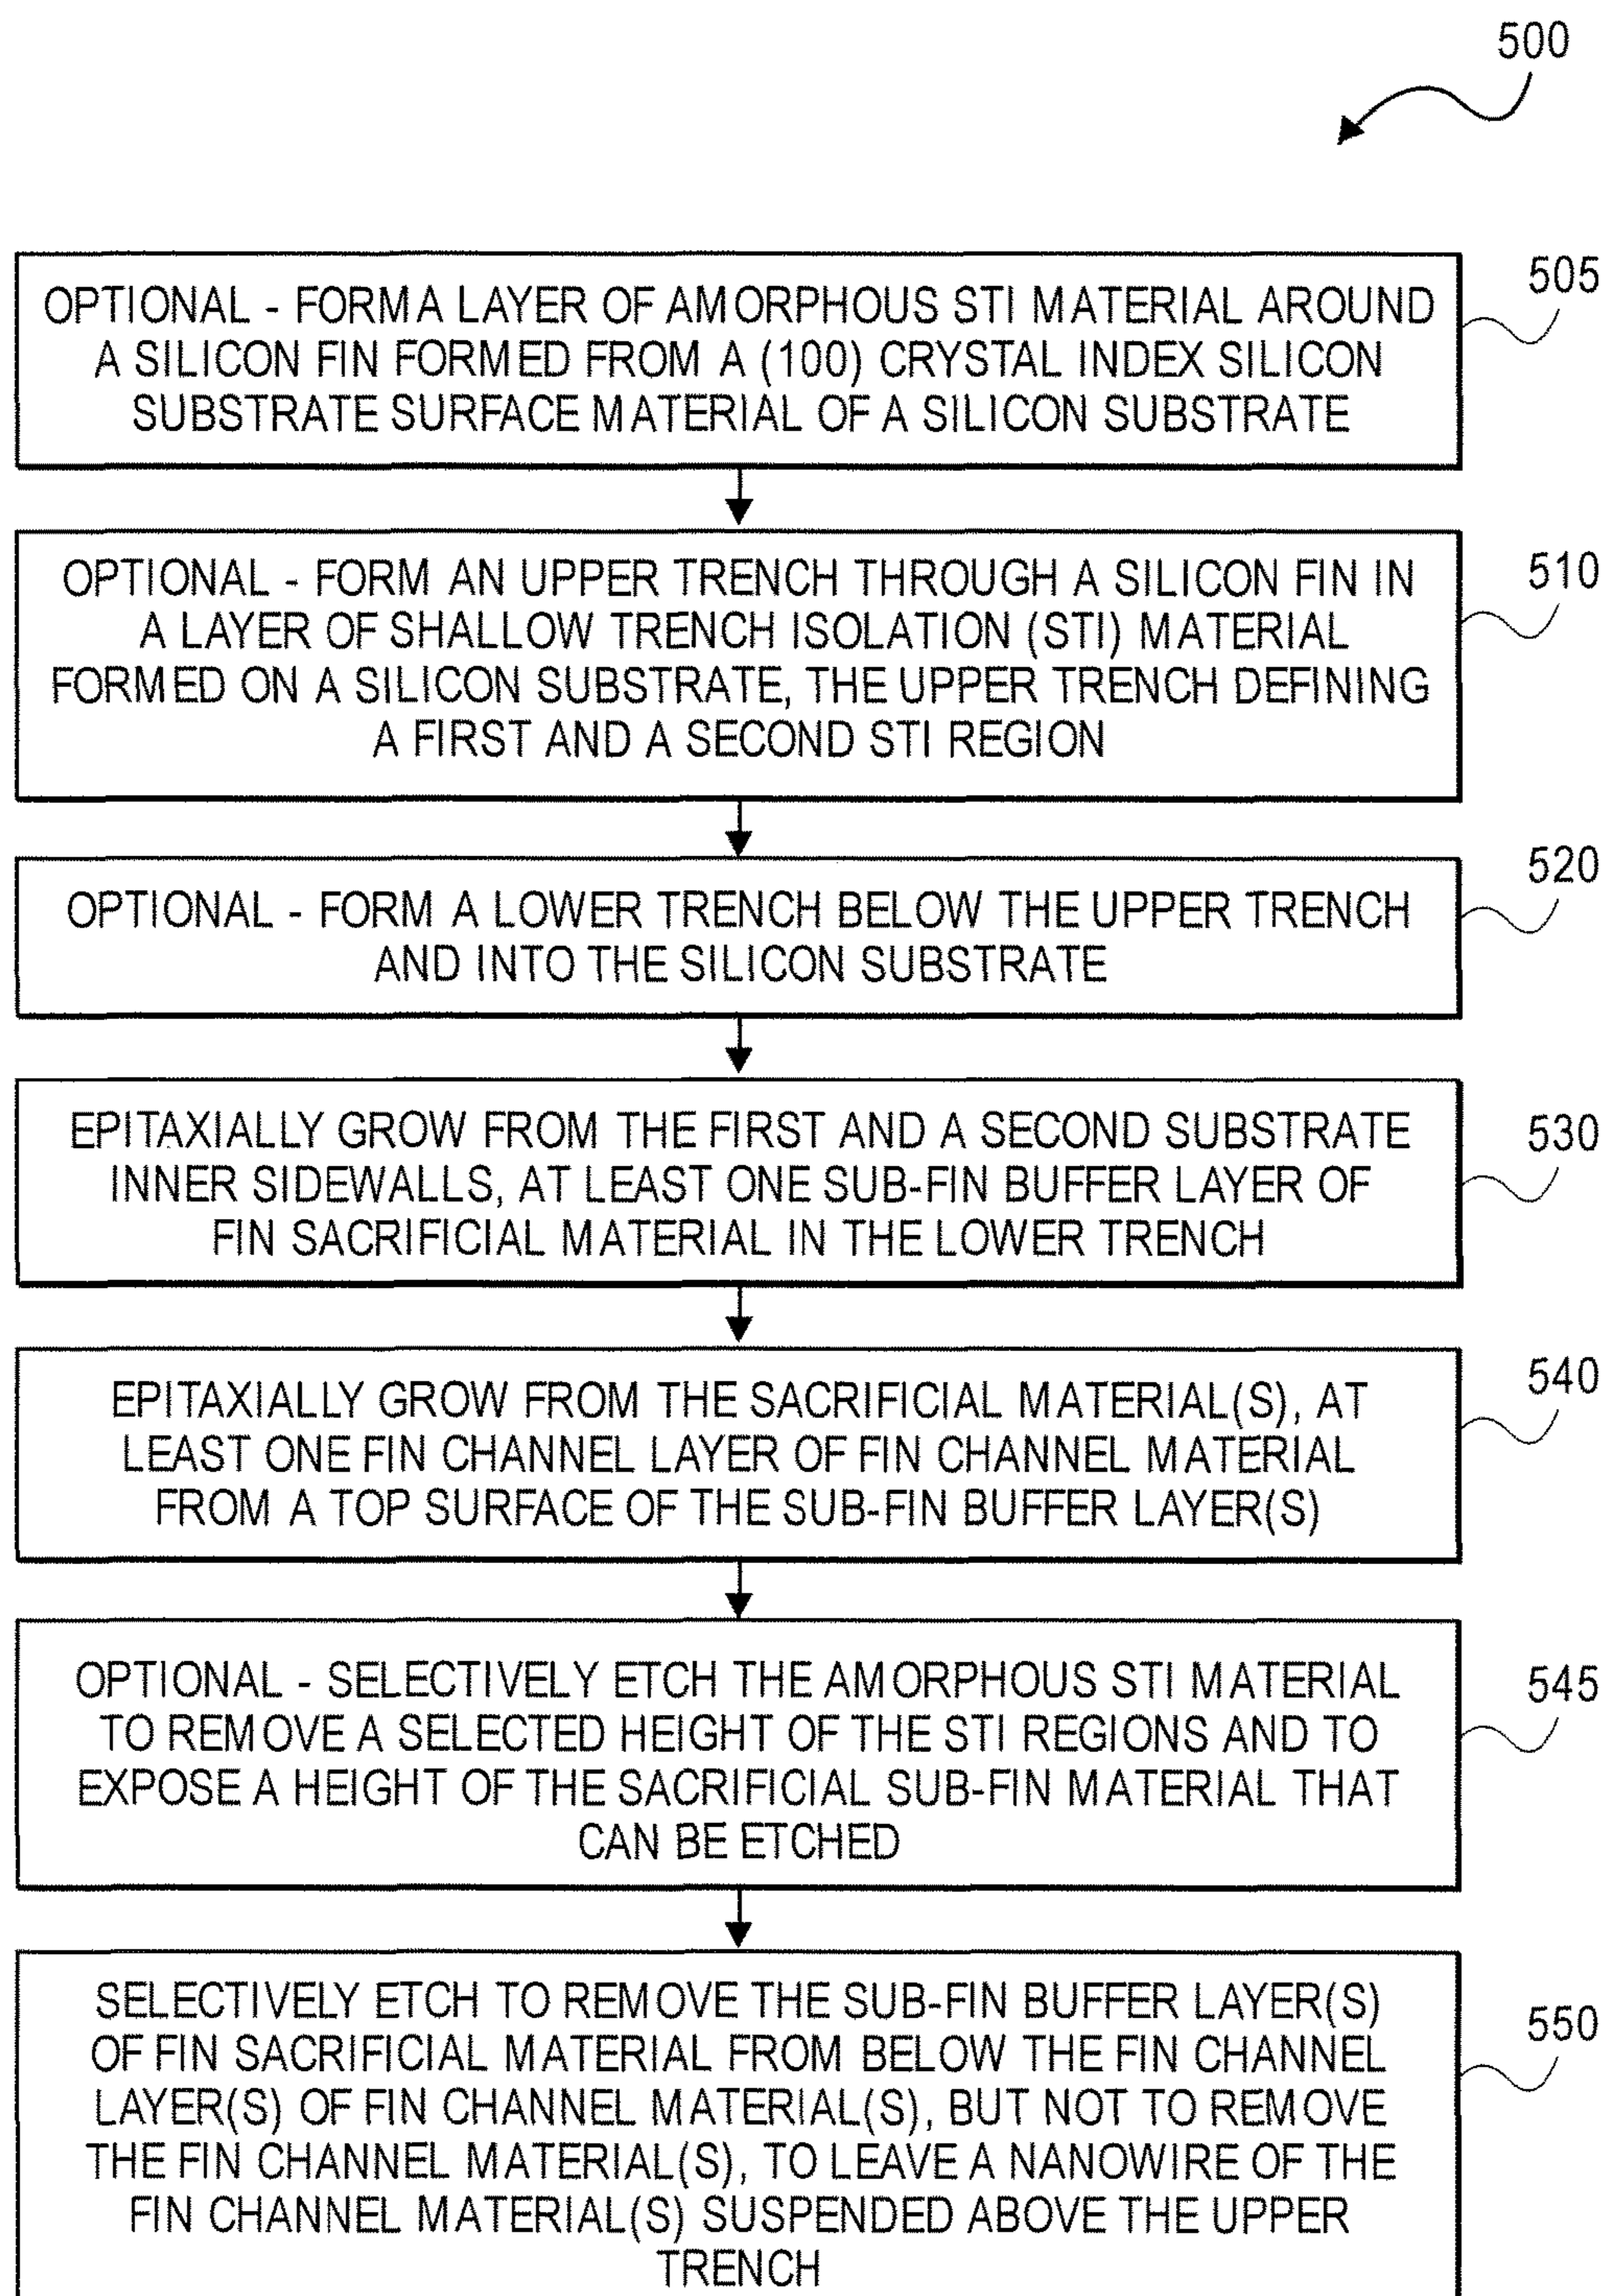 500
505
OPTIONAL - FORM A LAYER OF AMORPHOUS STI MATERIAL AROUND
A SILICON FIN FORMED FROM A (100) CRYSTAL INDEX SILICON
SUBSTRATE SURFACE MATERIAL OF A SILICON SUBSTRATE
510
OPTIONAL - FORM AN UPPER TRENCH THROUGH A SILICON FIN IN
A LAYER OF SHALLOW TRENCH ISOLATION (STI) MATERIAL
FORMED ON A SILICON SUBSTRATE, THE UPPER TRENCH DEFINING
A FIRST AND A SECOND STI REGION
520
OPTIONAL - FORM A LOWER TRENCH BELOW THE UPPER TRENCH
AND INTO THE SILICON SUBSTRATE
530
EPITAXIALLY GROW FROM THE FIRST AND A SECOND SUBSTRATE
INNER SIDEWALLS, AT LEAST ONE SUB-FIN BUFFER LAYER OF
FIN SACRIFICIAL MATERIAL IN THE LOWER TRENCH
540
EPITAXIALLY GROW FROM THE SACRIFICIAL MATERIAL(S), AT
LEAST ONE FIN CHANNEL LAYER OF FIN CHANNEL MATERIAL
FROM A TOP SURFACE OF THE SUB-FIN BUFFER LAYER(S)
545
OPTIONAL - SELECTIVELY ETCH THE AMORPHOUS STI MATERIAL
TO REMOVE A SELECTED HEIGHT OF THE STI REGIONS AND TO
EXPOSE A HEIGHT OF THE SACRIFICIAL SUB-FIN MATERIAL THAT
CAN BE ETCHED
550
SELECTIVELY ETCH TO REMOVE THE SUB-FIN BUFFER LAYER(S)
OF FIN SACRIFICIAL MATERIAL FROM BELOW THE FIN CHANNEL
LAYER(S) OF FIN CHANNEL MATERIAL(S), BUT NOT TO REMOVE
THE FIN CHANNEL MATERIAL(S), TO LEAVE A NANOWIRE OF THE
FIN CHANNEL MATERIAL(S) SUSPENDED ABOVE THE UPPER
TRENCH